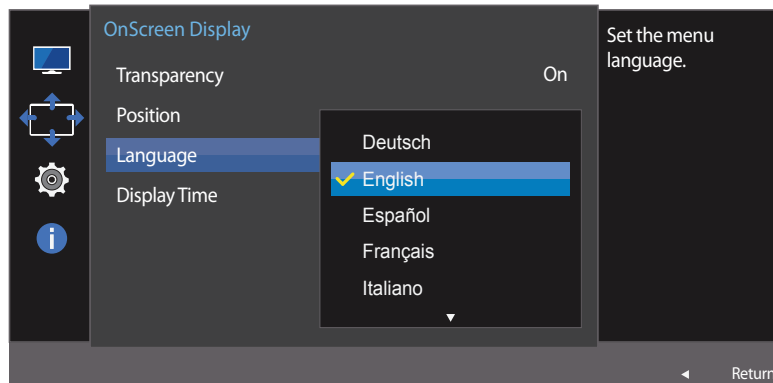 OnScreen Display
Transparency On
Position
Language
Display Time
Deutsch
English
Español
Français
Italiano
Set the menu
language.
Return